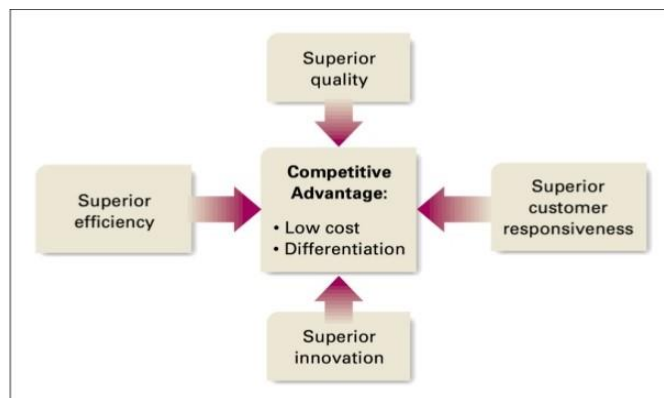 Superior
quality
Superior
efficiency
Competitive
Advantage:
• Low cost
• Differentiation
Superior
customer
responsiveness
Superior
innovation